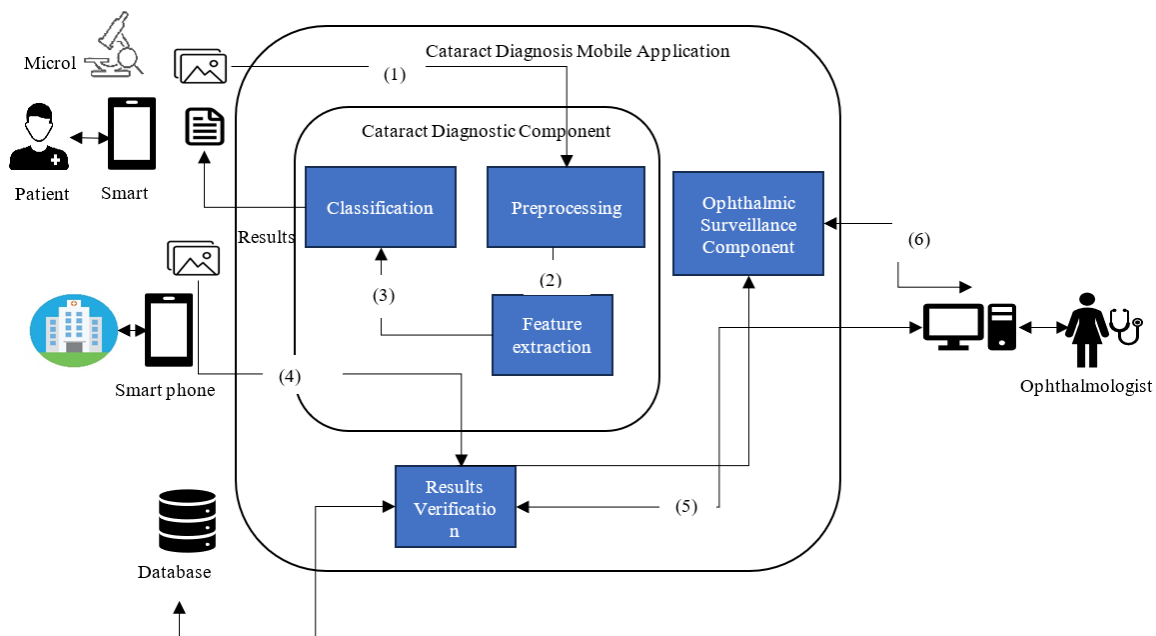 Cataract Diagnosis Mobile Application
Microl
(1)
Cataract Diagnostic Component
Patient
Smart
Classification
Preprocessing
Ophthalmic
Surveillance
Component
Results
(6)
(2)
(3)
Feature
extraction
Smart phone
(4)
Ophthalmologist
Results
Verificatio
n
(5)
Database